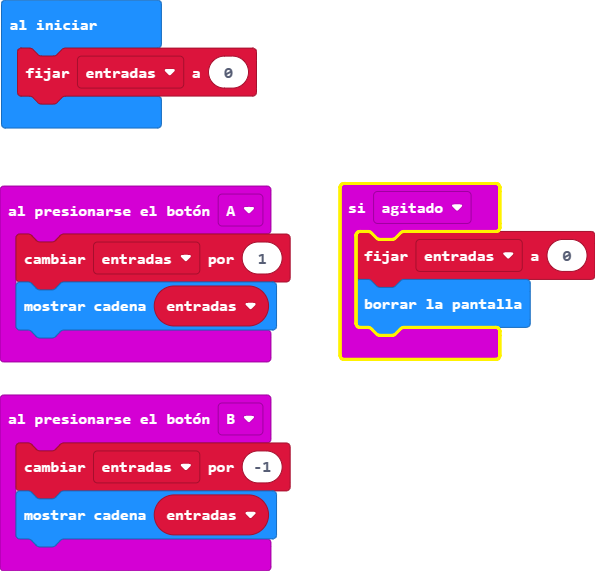 al iniciar
fijar entradas a 0
al presionarse el botón A
cambiar entradas por 1
mostrar cadena entradas
si agitado
fijar entradas a 0
borrar la pantalla
al presionarse el botón B
cambiar entradas por -1
mostrar cadena entradas